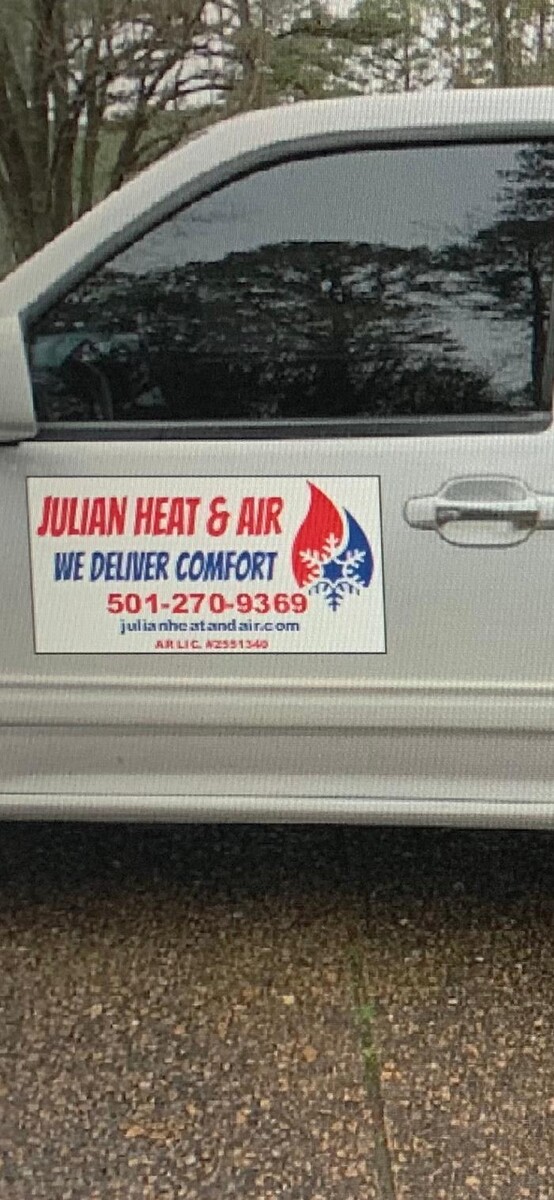 JULIAN HEAT & AIR
WE DELIVER COMFORT
501-270-9369
julianheatandair.com
AR LIC. #2551340